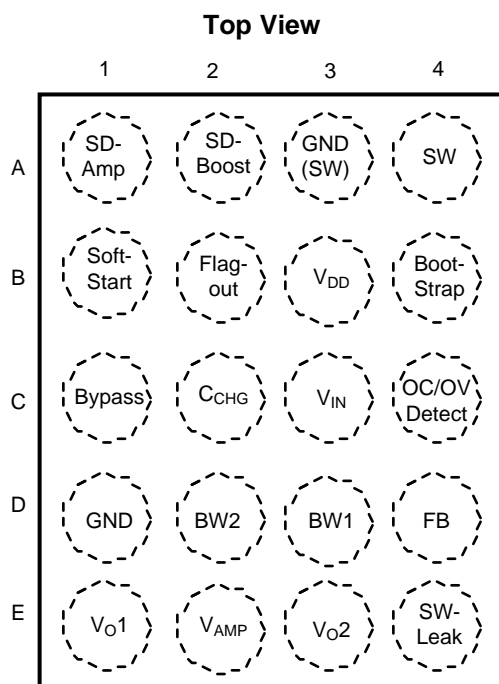 Top View
1 2 3 4
A
SD-
Amp
SD-
Boost
GND
(SW)
SW
B
Soft-
Start
Flag-
out
VDD
Boot-
Strap
C
Bypass
CCHG
VIN
OC/OV
Detect
D
GND
BW2
BW1
FB
E
VO1
VAMP
VO2
SW-
Leak